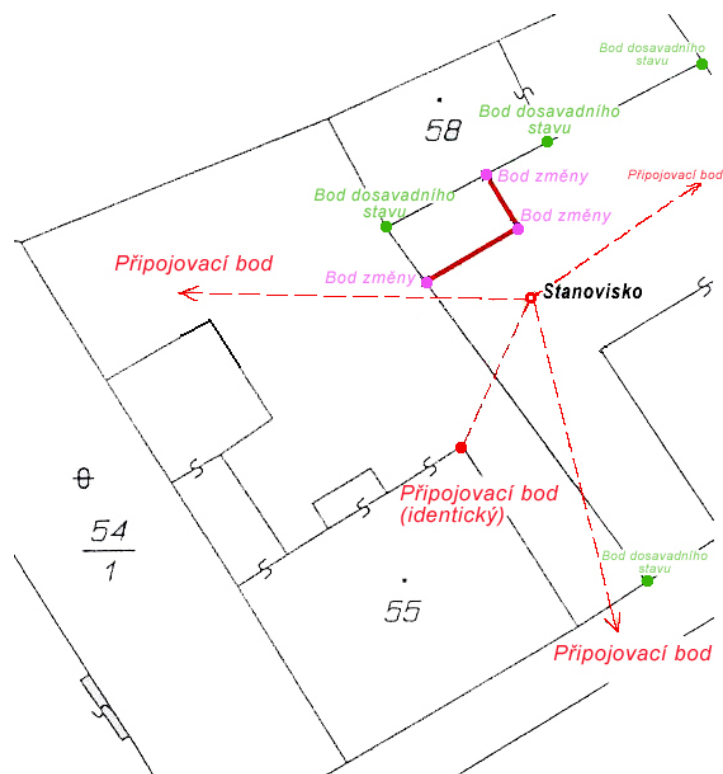 Bod dosavadního
stavu
Bod dosavadního
stavu
58
Bod změny
Připojovací bod
Bod dosavadního
stavu
Bod změny
Připojovací bod
Bod změny
Stanovisko
Připojovací bod
(identický)
54
1
55
Bod dosavadního
stavu
Připojovací bod